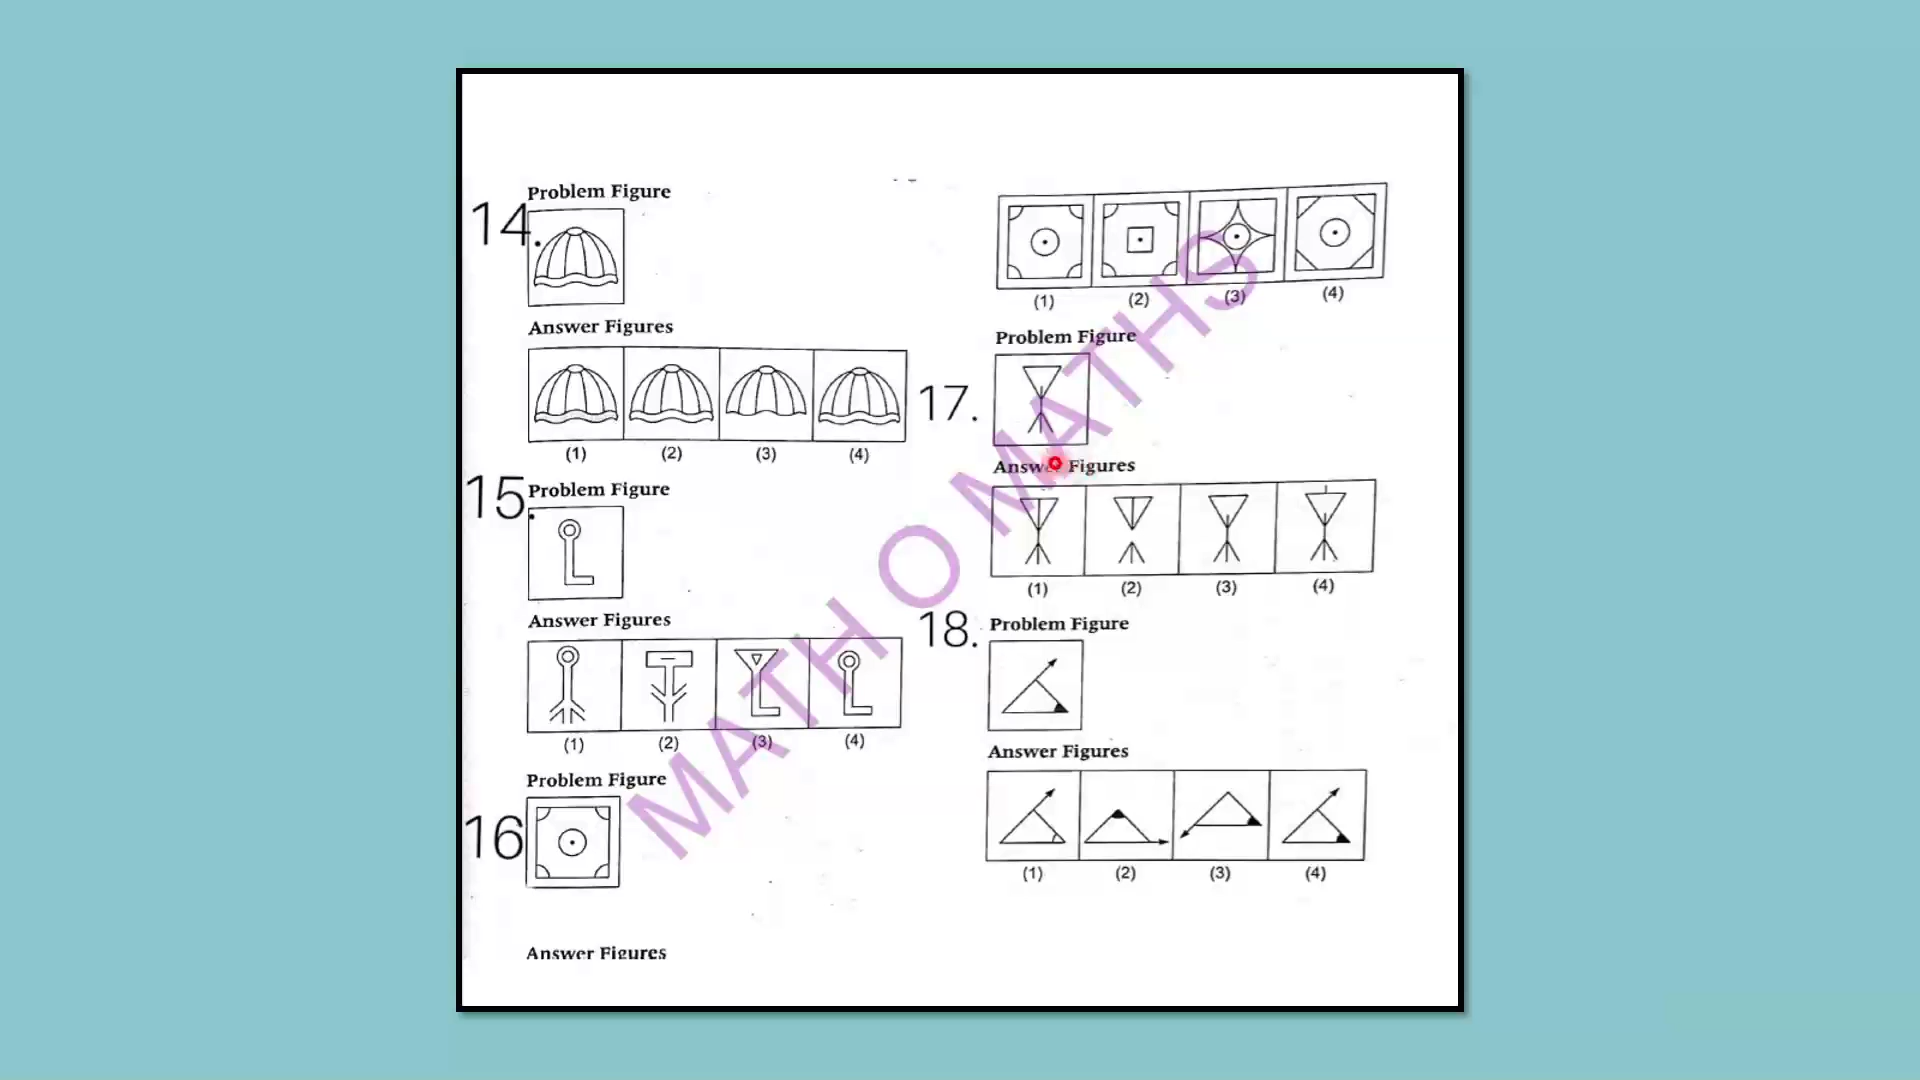 14.
Problem Figure
Answer Figures
(1) (2) (3) (4)
15.
Problem Figure
Answer Figures
(1) (2) (3) (4)
16
Problem Figure
Answer Figures
(1) (2) (3) (4)
17.
Problem Figure
Answer Figures
(1) (2) (3) (4)
18.
Problem Figure
Answer Figures
(1) (2) (3) (4)
MATH O MATHS